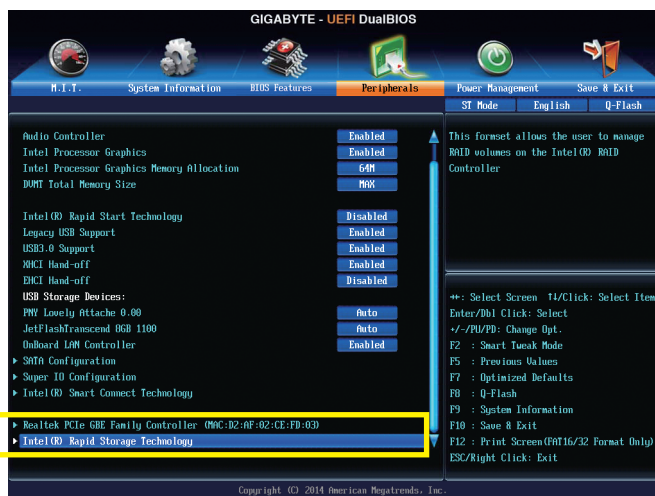 GIGABYTE - UEFI DualBIOS
M.I.T. System Information BIOS Features Peripherals Power Management Save & Exit
ST Mode English Q-Flash
Audio Controller Enabled
Intel Processor Graphics Enabled
Intel Processor Graphics Memory Allocation 64M
DVMT Total Memory Size MAX
Intel(R) Rapid Start Technology Disabled
Legacy USB Support Enabled
USB3.0 Support Enabled
XHCI Hand-off Enabled
EHCI Hand-off Disabled
USB Storage Devices:
PNY Lovely Attache 0.00 Auto
JetFlashTranscend 8GB 1100 Auto
OnBoard LAN Controller Enabled
SATA Configuration
Super IO Configuration
Intel(R) Smart Connect Technology
Realtek PCIe GBE Family Controller (MAC:D2:AF:02:CE:FD:03)
Intel(R) Rapid Storage Technology
This formset allows the user to manage
RAID volumes on the Intel(R) RAID
Controller
↔: Select Screen ↑↓/Click: Select Item
Enter/Dbl Click: Select
+/-/PU/PD: Change Opt.
F2 : Smart Tweak Mode
F5 : Previous Values
F7 : Optimized Defaults
F8 : Q-Flash
F9 : System Information
F10 : Save & Exit
F12 : Print Screen(FAT16/32 Format Only)
ESC/Right Click: Exit
Copyright (C) 2014 American Megatrends, Inc.